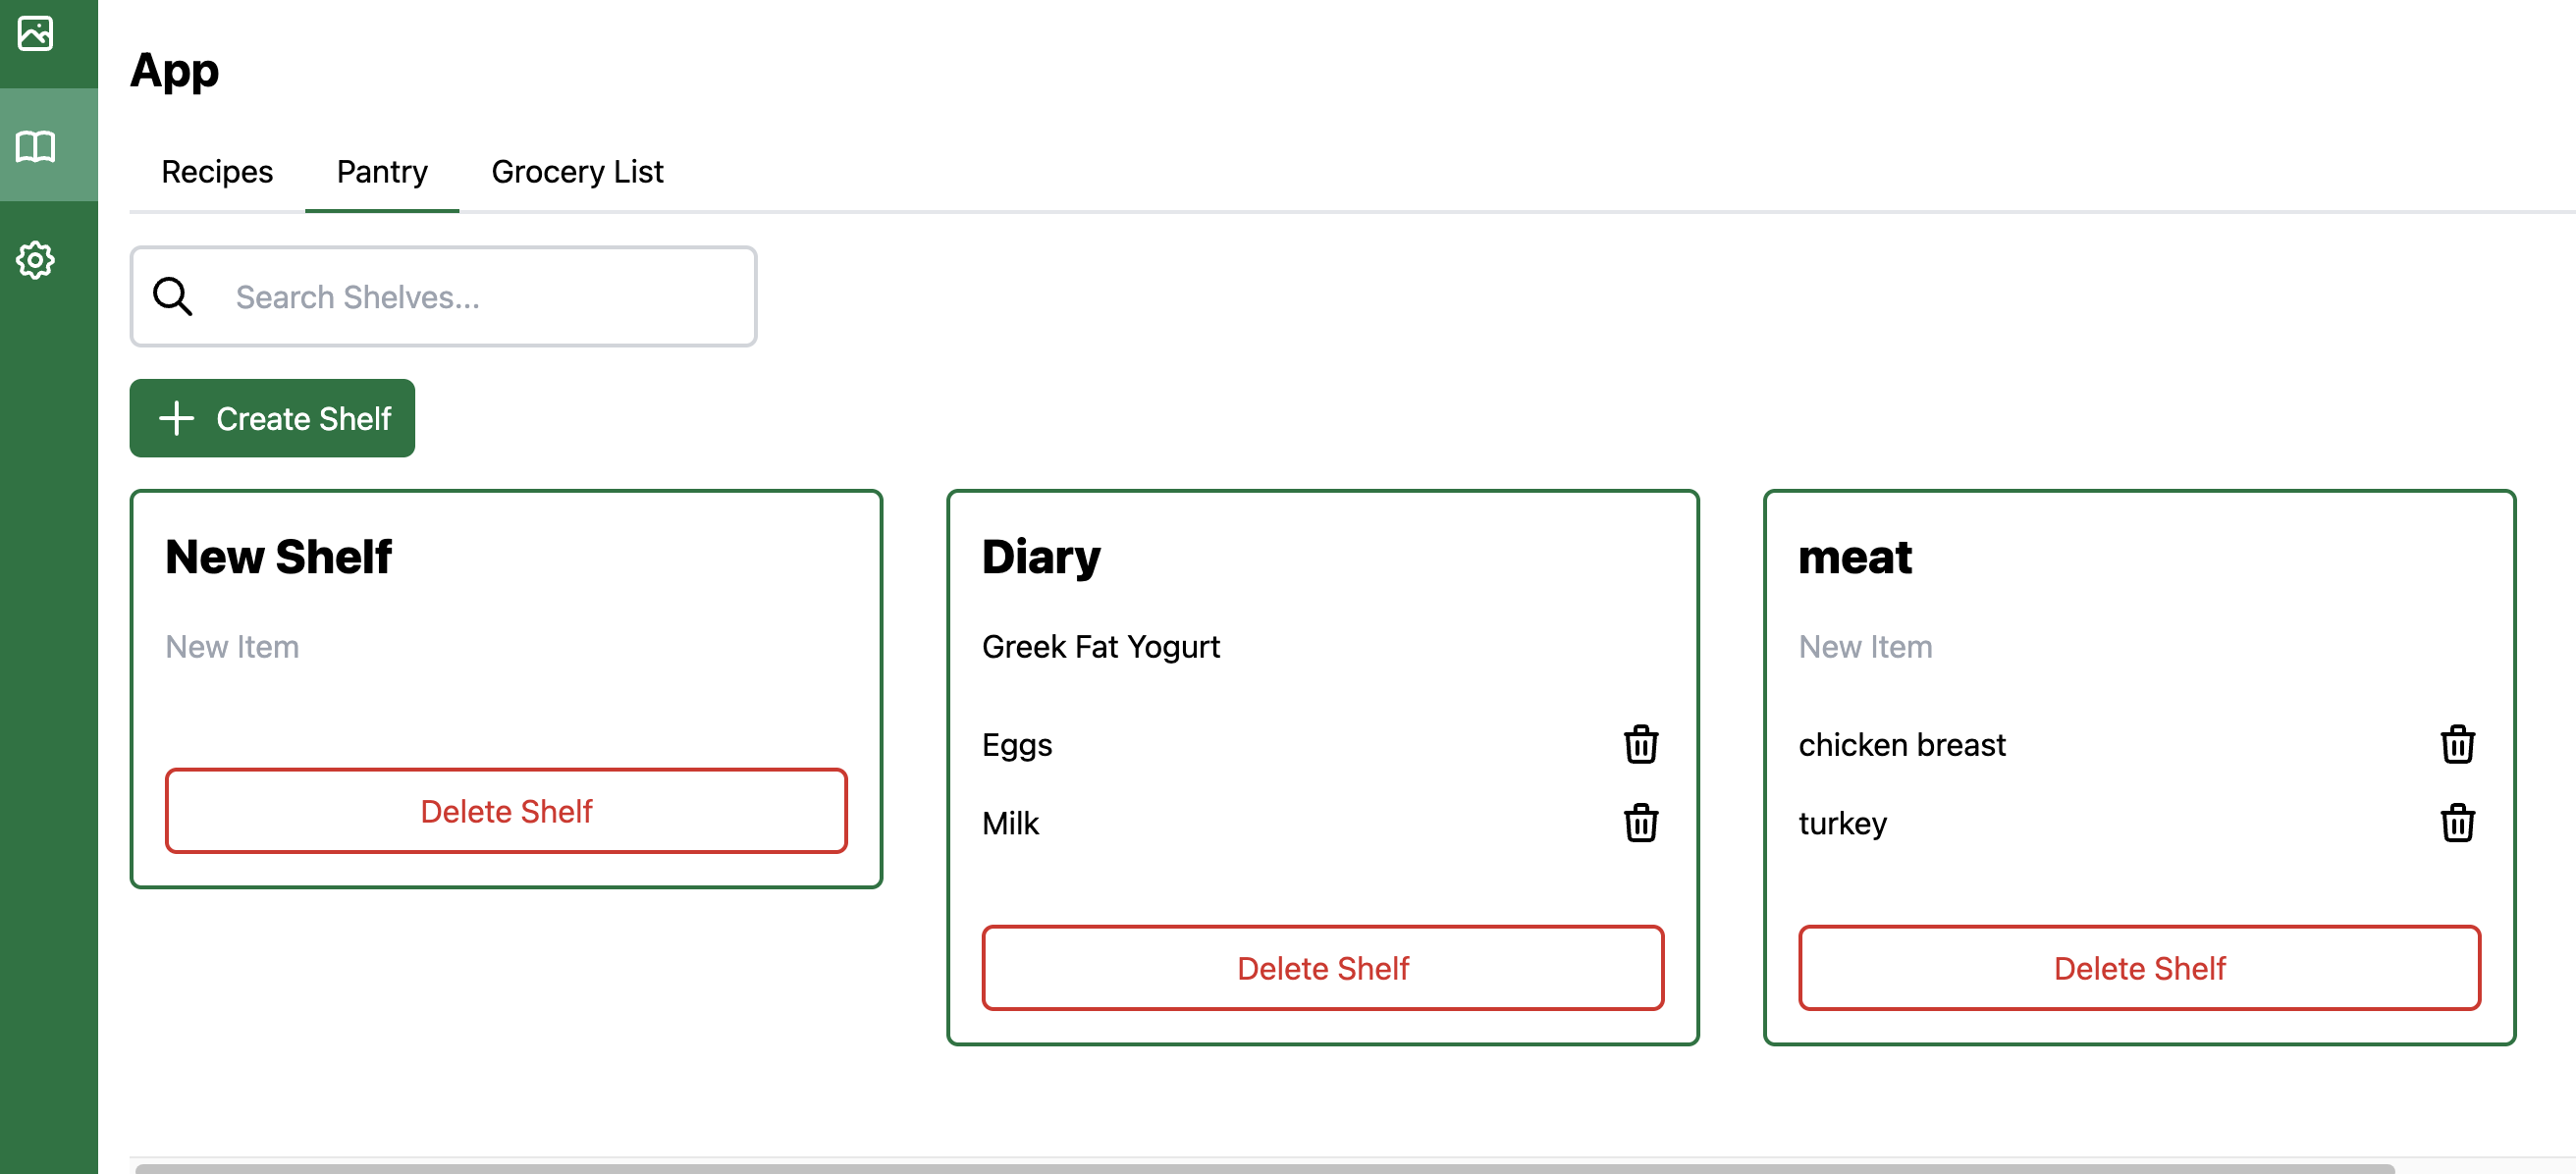 App
Recipes Pantry Grocery List
Search Shelves...
Create Shelf
New Shelf
New Item
Delete Shelf
Diary
Greek Fat Yogurt
Eggs
Milk
Delete Shelf
meat
New Item
chicken breast
turkey
Delete Shelf